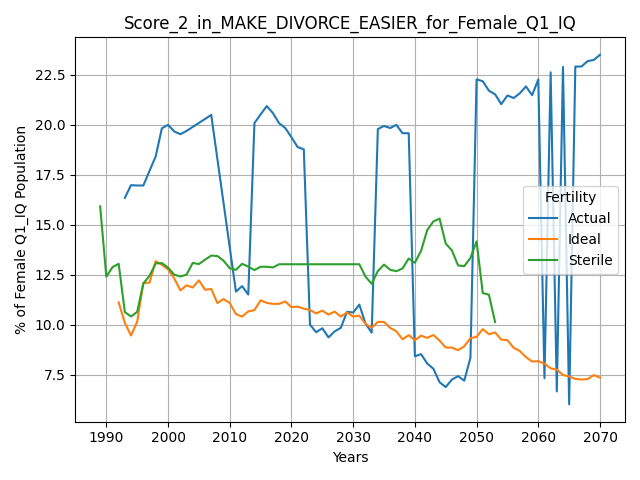 Score_2_in_MAKE_DIVORCE_EASIER_for_Female_Q1_IQ
% of Female Q1_IQ Population
22.5
20.0
17.5
15.0
12.5
10.0
7.5
Fertility
Actual
Ideal
Sterile
1990 2000 2010 2020 2030 2040 2050 2060 2070
Years